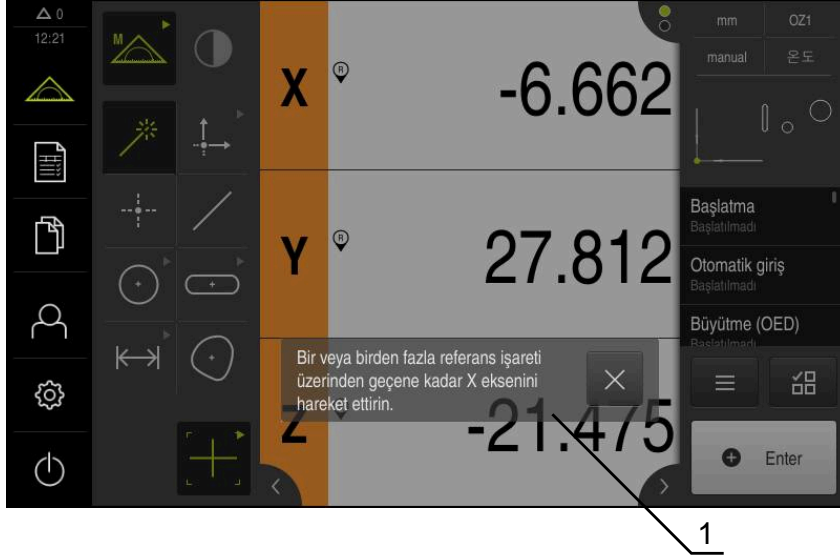 0
12:21
M
X
R
-6.662
mm
OZ1
manual
온도
Başlatma
Başlatılmadı
Y
R
27.812
Otomatik giriş
Başlatılmadı
Büyütme (OED)
Başlatılmadı
Bir veya birden fazla referans işareti
üzerinden geçene kadar X eksenini
hareket ettirin.
Z
-21.475
Enter
1